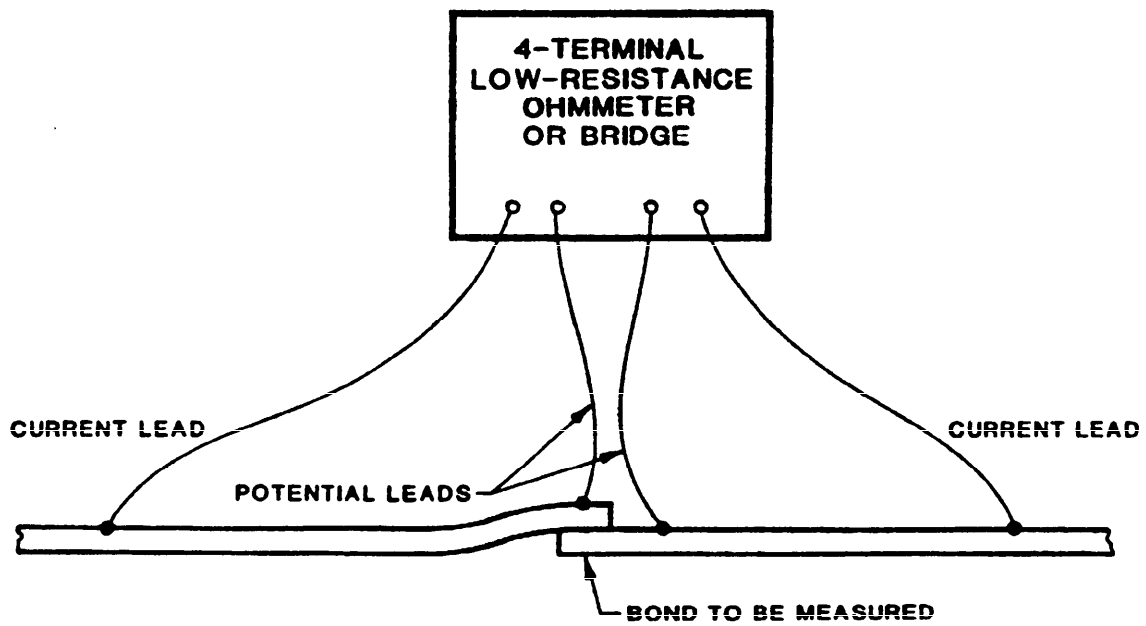 4-TERMINAL
LOW-RESISTANCE
OHMMETER
OR BRIDGE
CURRENT LEAD
CURRENT LEAD
POTENTIAL LEADS
BOND TO BE MEASURED